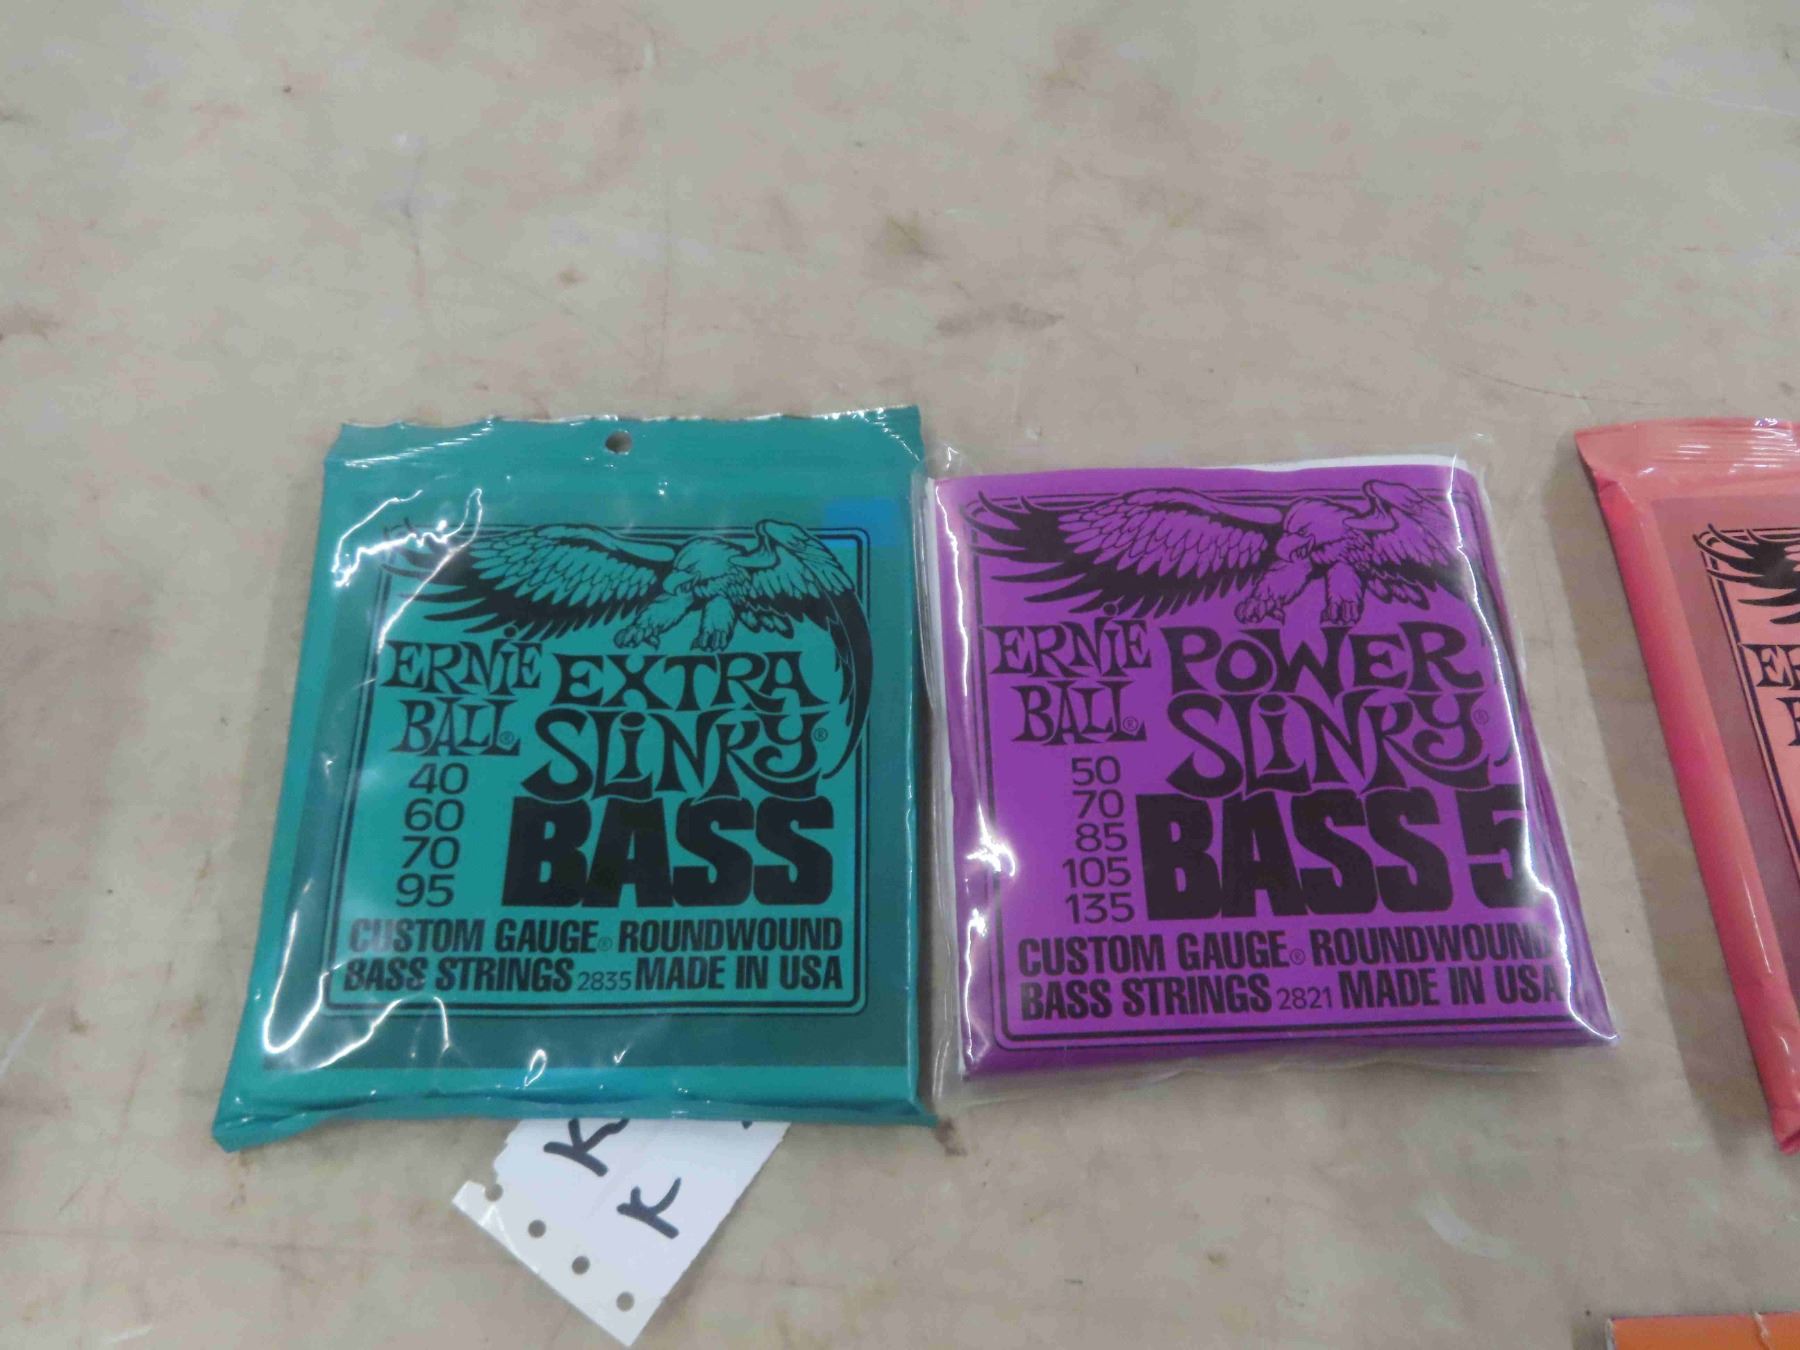 ERNIE BALL®
EXTRA
SLINKY®
BASS
40
60
70
95
CUSTOM GAUGE® ROUNDWOUND
BASS STRINGS 2835 MADE IN USA
ERNIE BALL®
POWER
SLINKY®
BASS 5
50
70
85
105
135
CUSTOM GAUGE® ROUNDWOUND
BASS STRINGS 2821 MADE IN USA
K
K